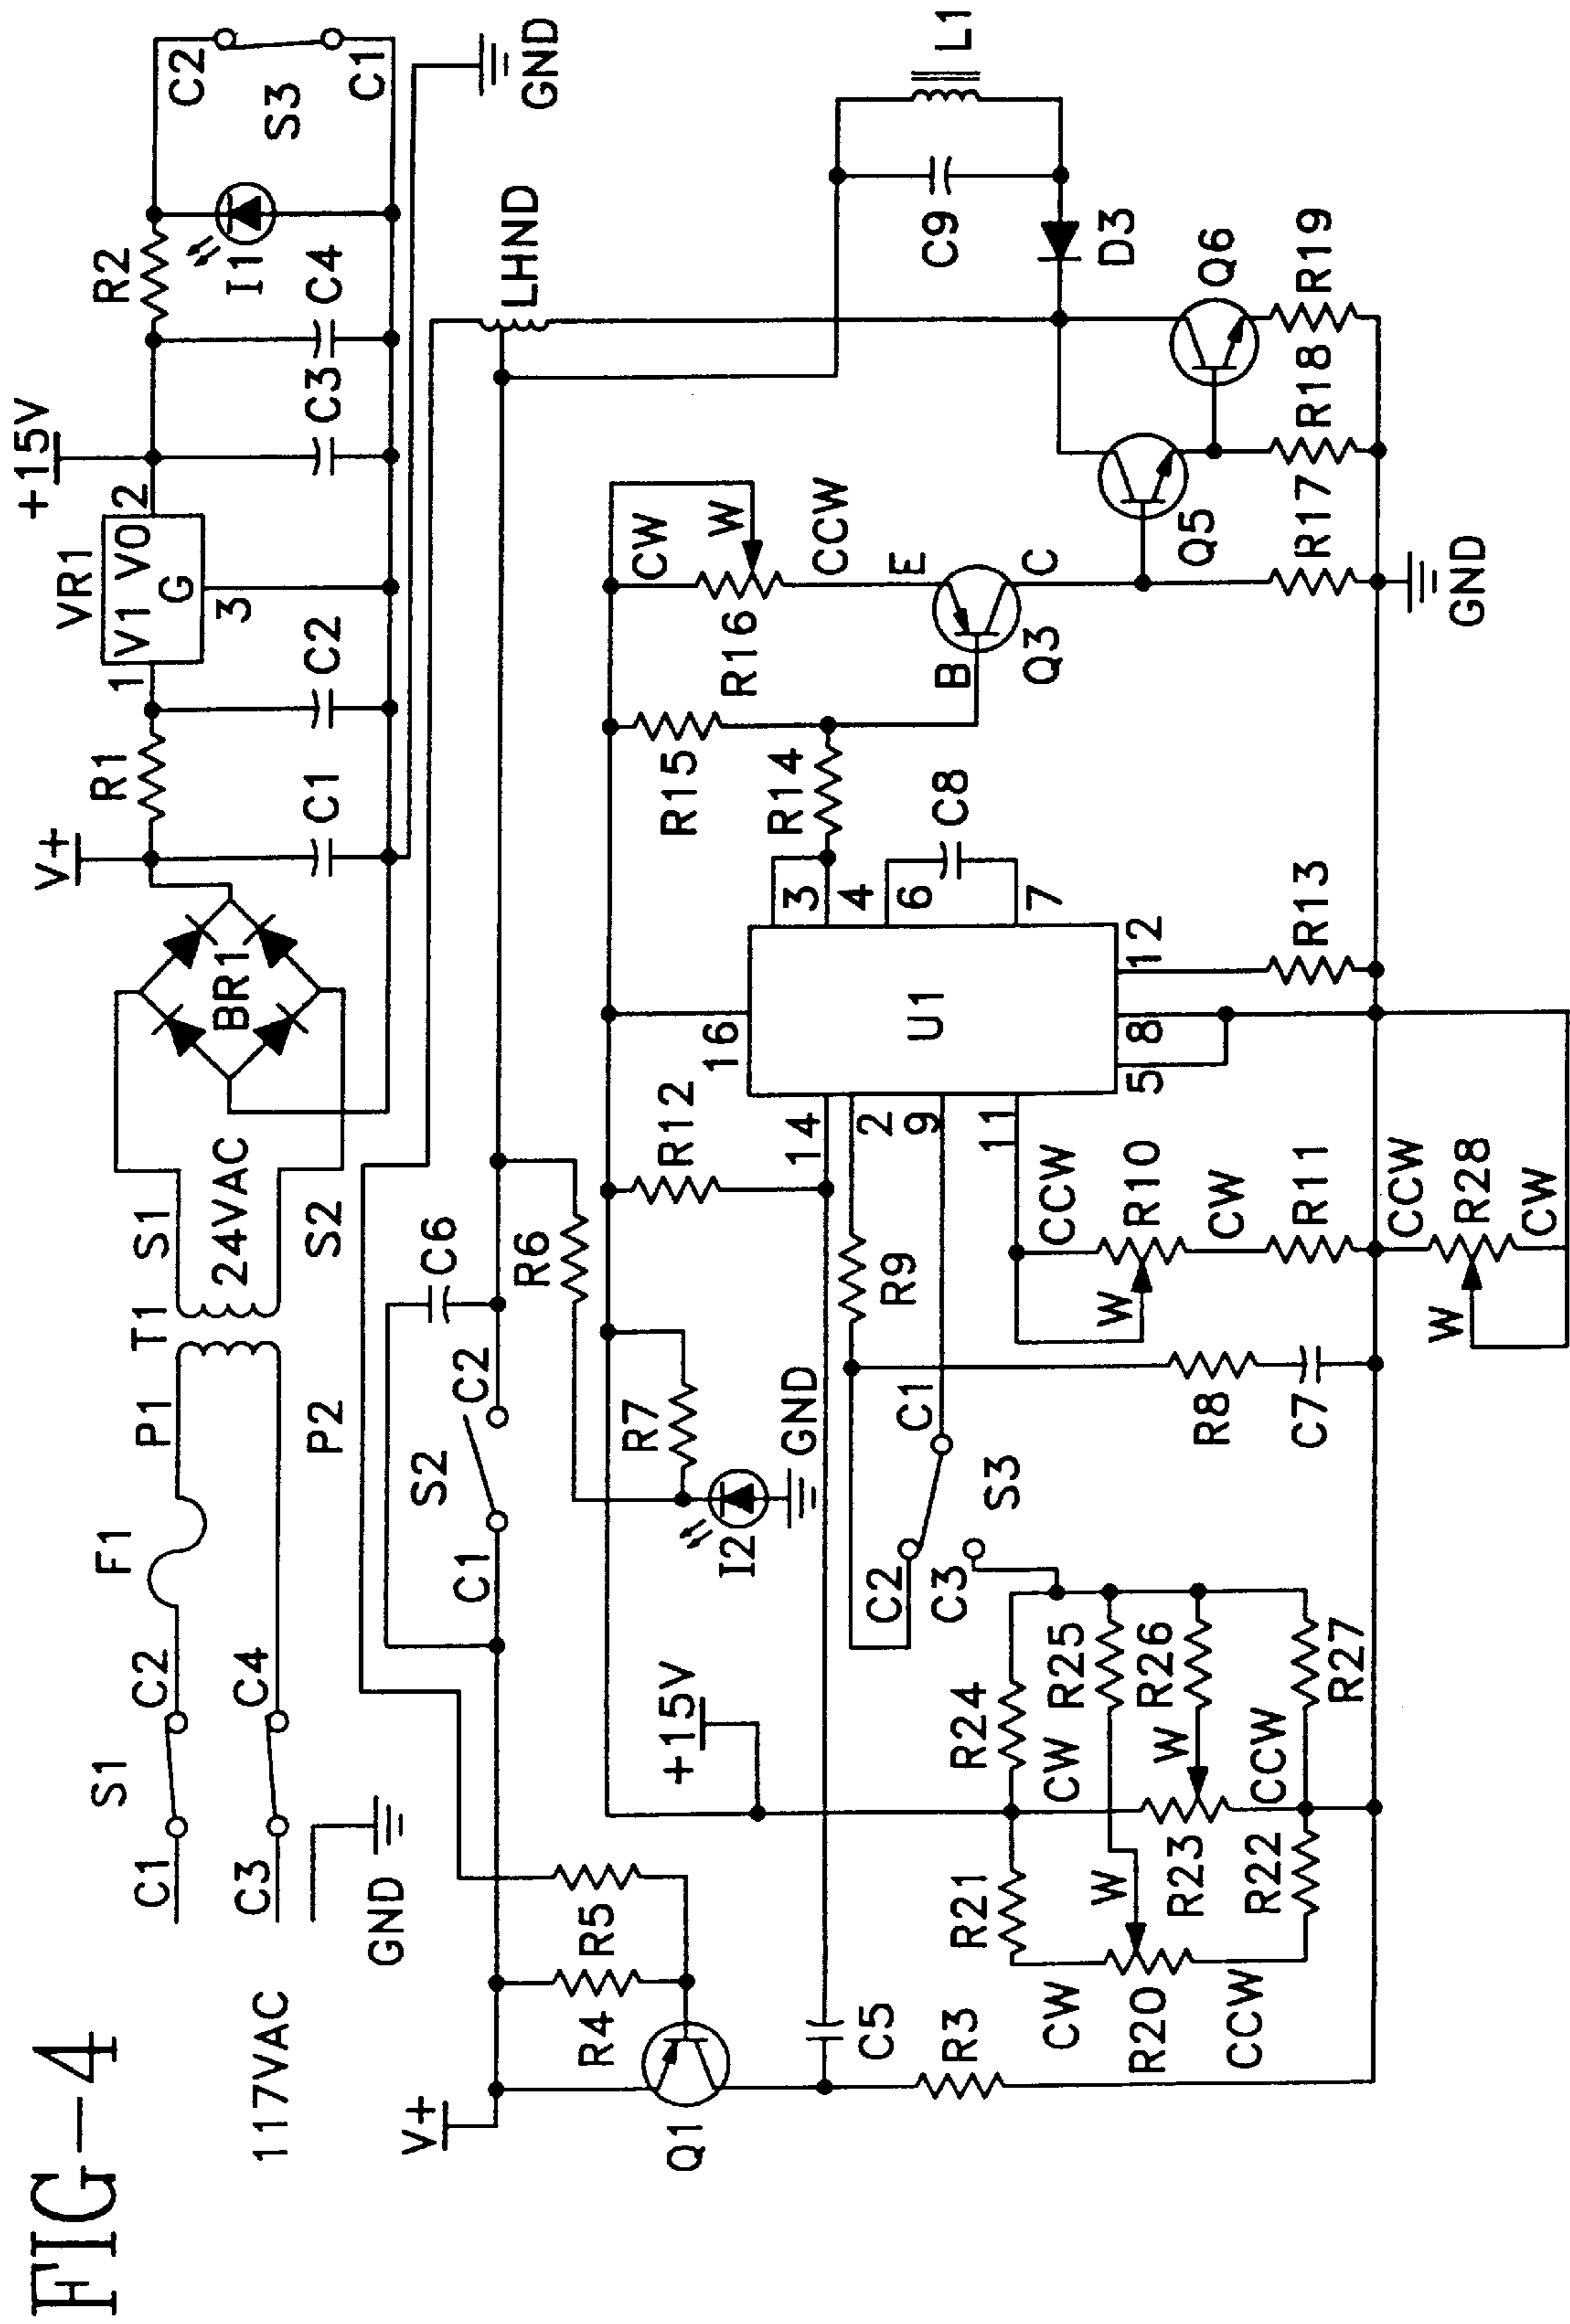 FIG-4
117VAC
C1
S1
C2
F1
P1
T1
S1
24VAC
C3
C4
P2
S2
GND
BR1
V+
R1
C1
C2
VR1
1
V1 V0
2
G
3
+15V
C3
C4
R2
I1
C2
S3
C1
GND
V+
C1
S2
C2
C6
LHND
R4
R5
Q1
R6
R7
I2
GND
+15V
R12
C5
R3
14
16
2
9
11
U1
3
4
6
7
5
8
12
R9
C8
R14
R15
R16
CW
W
CCW
E
B
C
Q3
Q5
Q6
D3
C9
L1
R17
R18
R19
GND
R13
C2
C1
C3
S3
CCW
W
R10
CW
R11
R8
C7
CCW
W
R28
CW
R21
R24
CW
R25
R26
W
W
R23
CCW
R22
R27
CW
R20
CCW